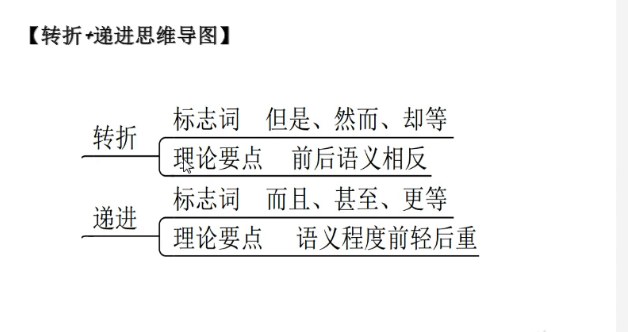 【转折+递进思维导图】
转折
标志词 但是、然而、却等
理论要点 前后语义相反
递进
标志词 而且、甚至、更等
理论要点 语义程度前轻后重